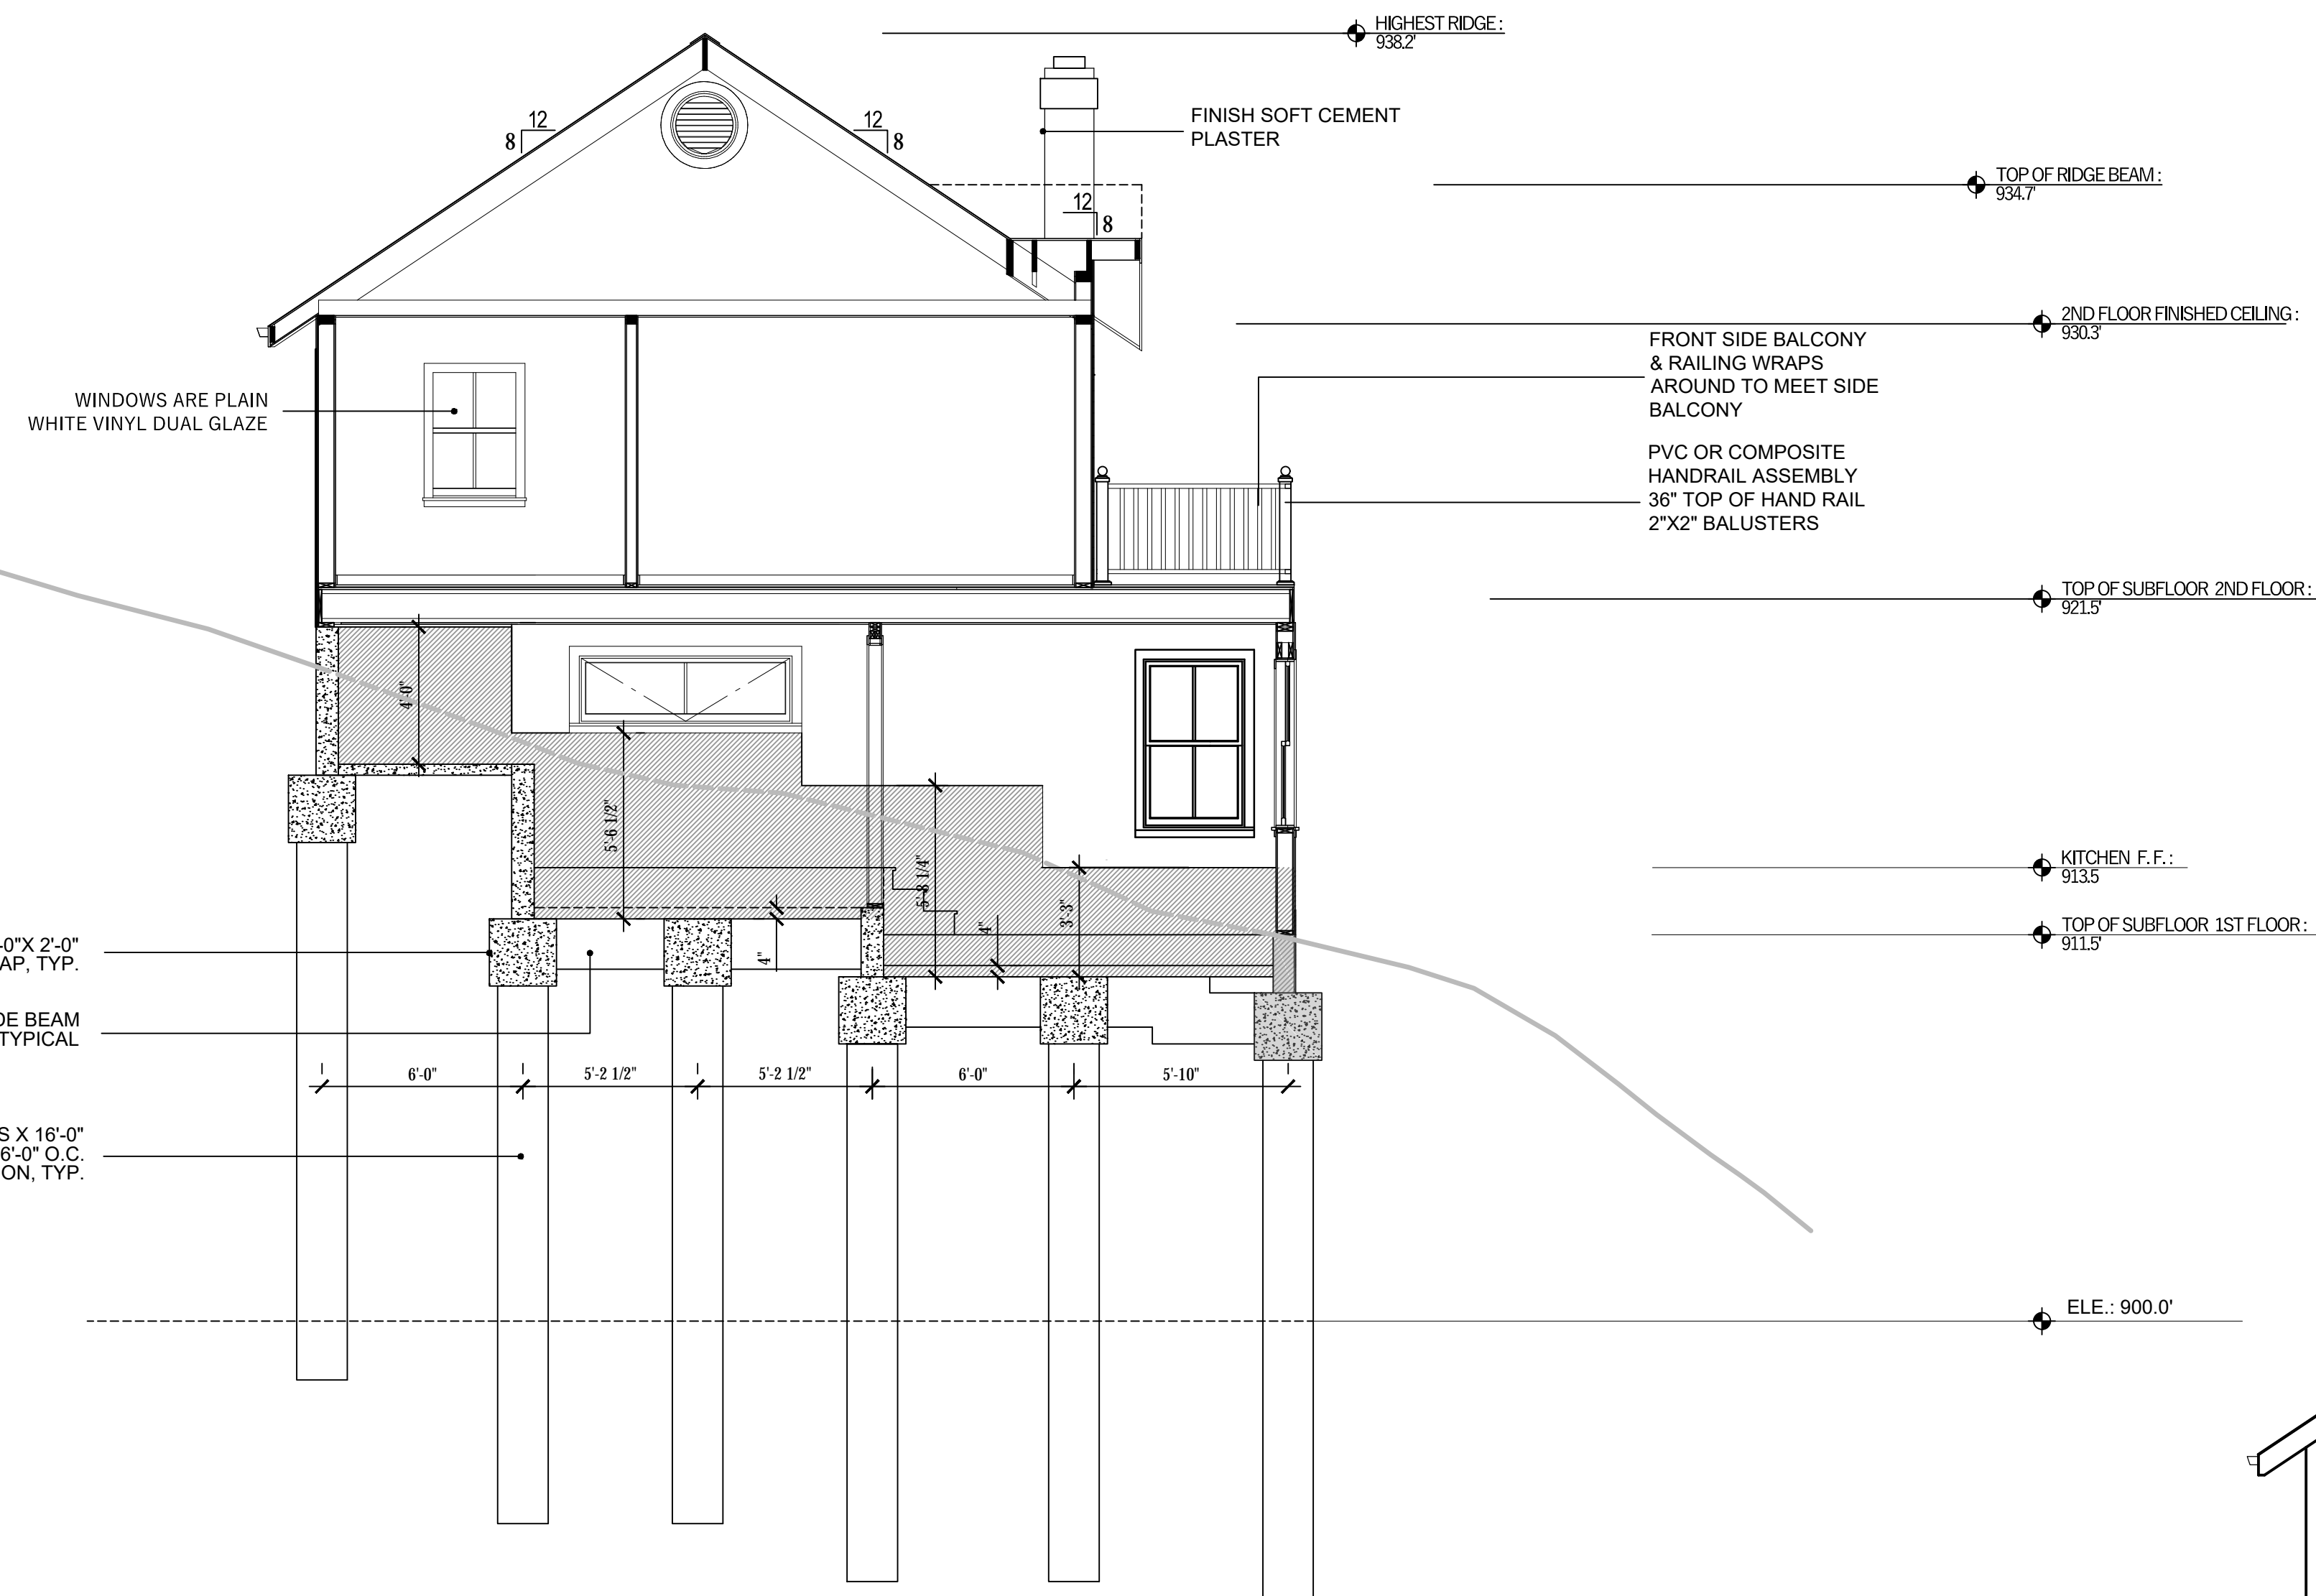 HIGHEST RIDGE :
938.2'
12
8
12
8
FINISH SOFT CEMENT
PLASTER
TOP OF RIDGE BEAM :
934.7'
12
8
2ND FLOOR FINISHED CEILING :
930.3'
FRONT SIDE BALCONY
& RAILING WRAPS
AROUND TO MEET SIDE
BALCONY
WINDOWS ARE PLAIN
WHITE VINYL DUAL GLAZE
PVC OR COMPOSITE
HANDRAIL ASSEMBLY
36" TOP OF HAND RAIL
2"X2" BALUSTERS
TOP OF SUBFLOOR 2ND FLOOR :
921.5'
4'-0"
5'-6 1/2"
5'-8 1/4"
3'-3"
4"
4"
KITCHEN F.F. :
913.5
TOP OF SUBFLOOR 1ST FLOOR :
911.5'
-0"X 2'-0"
AP, TYP.
DE BEAM
TYPICAL
6'-0"
5'-2 1/2"
5'-2 1/2"
6'-0"
5'-10"
S X 16'-0"
6'-0" O.C.
ON, TYP.
ELE.: 900.0'